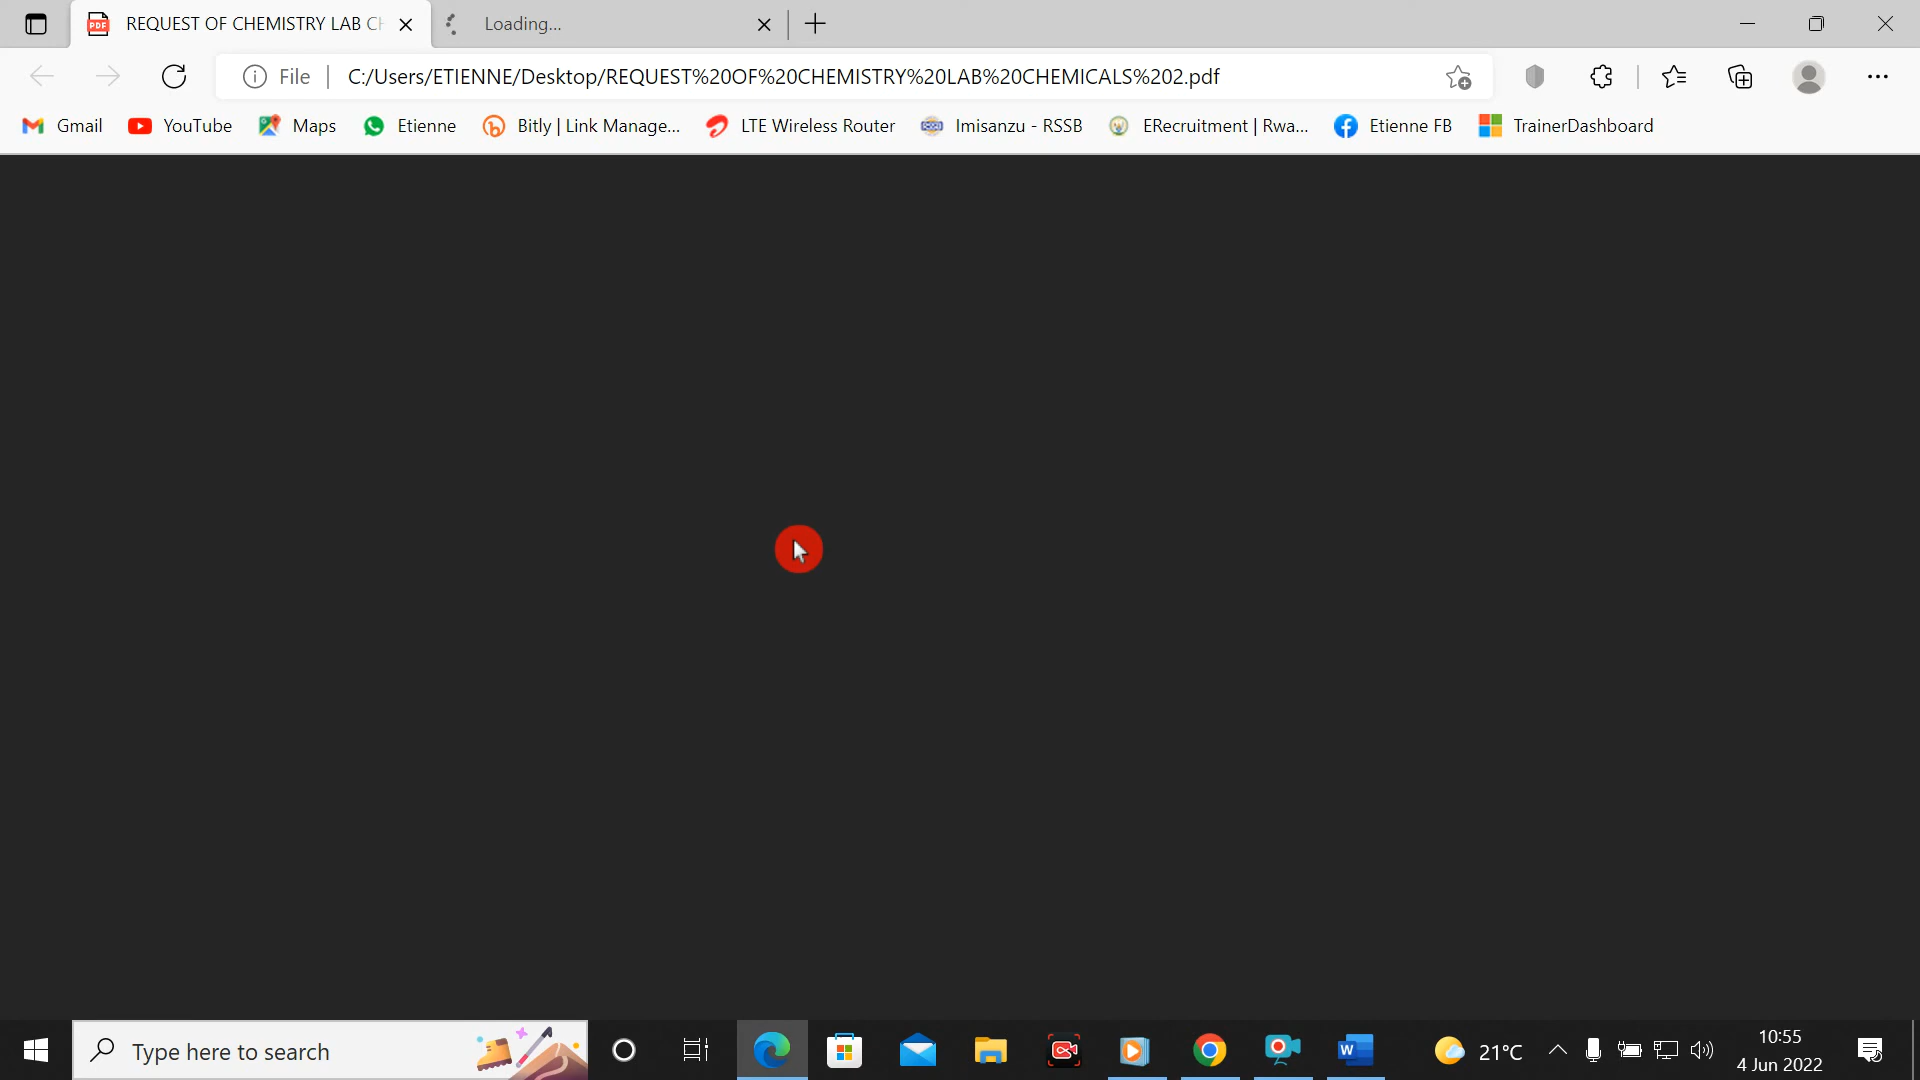 REQUEST OF CHEMISTRY LAB CH
Loading...
File
C:/Users/ETIENNE/Desktop/REQUEST%20OF%20CHEMISTRY%20LAB%20CHEMICALS%202.pdf
Gmail
YouTube
Maps
Etienne
Bitly | Link Manage...
LTE Wireless Router
Imisanzu - RSSB
ERecruitment | Rwa...
Etienne FB
TrainerDashboard
Type here to search
21°C
10:55
4 Jun 2022